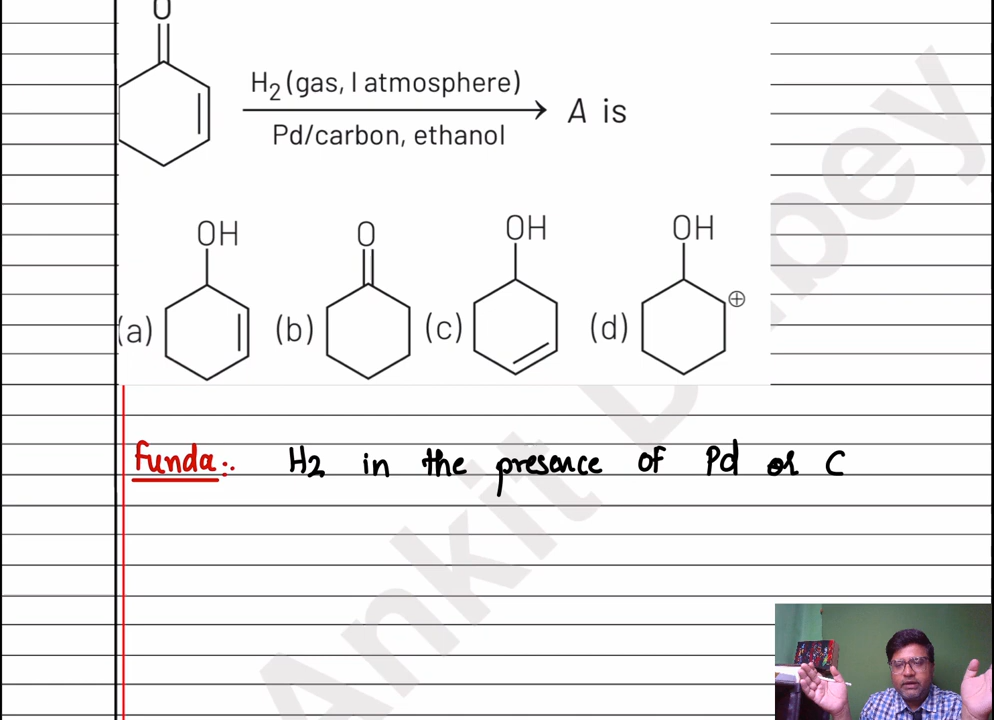 O
H2 (gas, 1 atmosphere)
Pd/carbon, ethanol
A is
OH O OH OH
⊕
(a) (b) (c) (d)
Funda:. H2 in the presence of Pd or C
Ankit Dubey